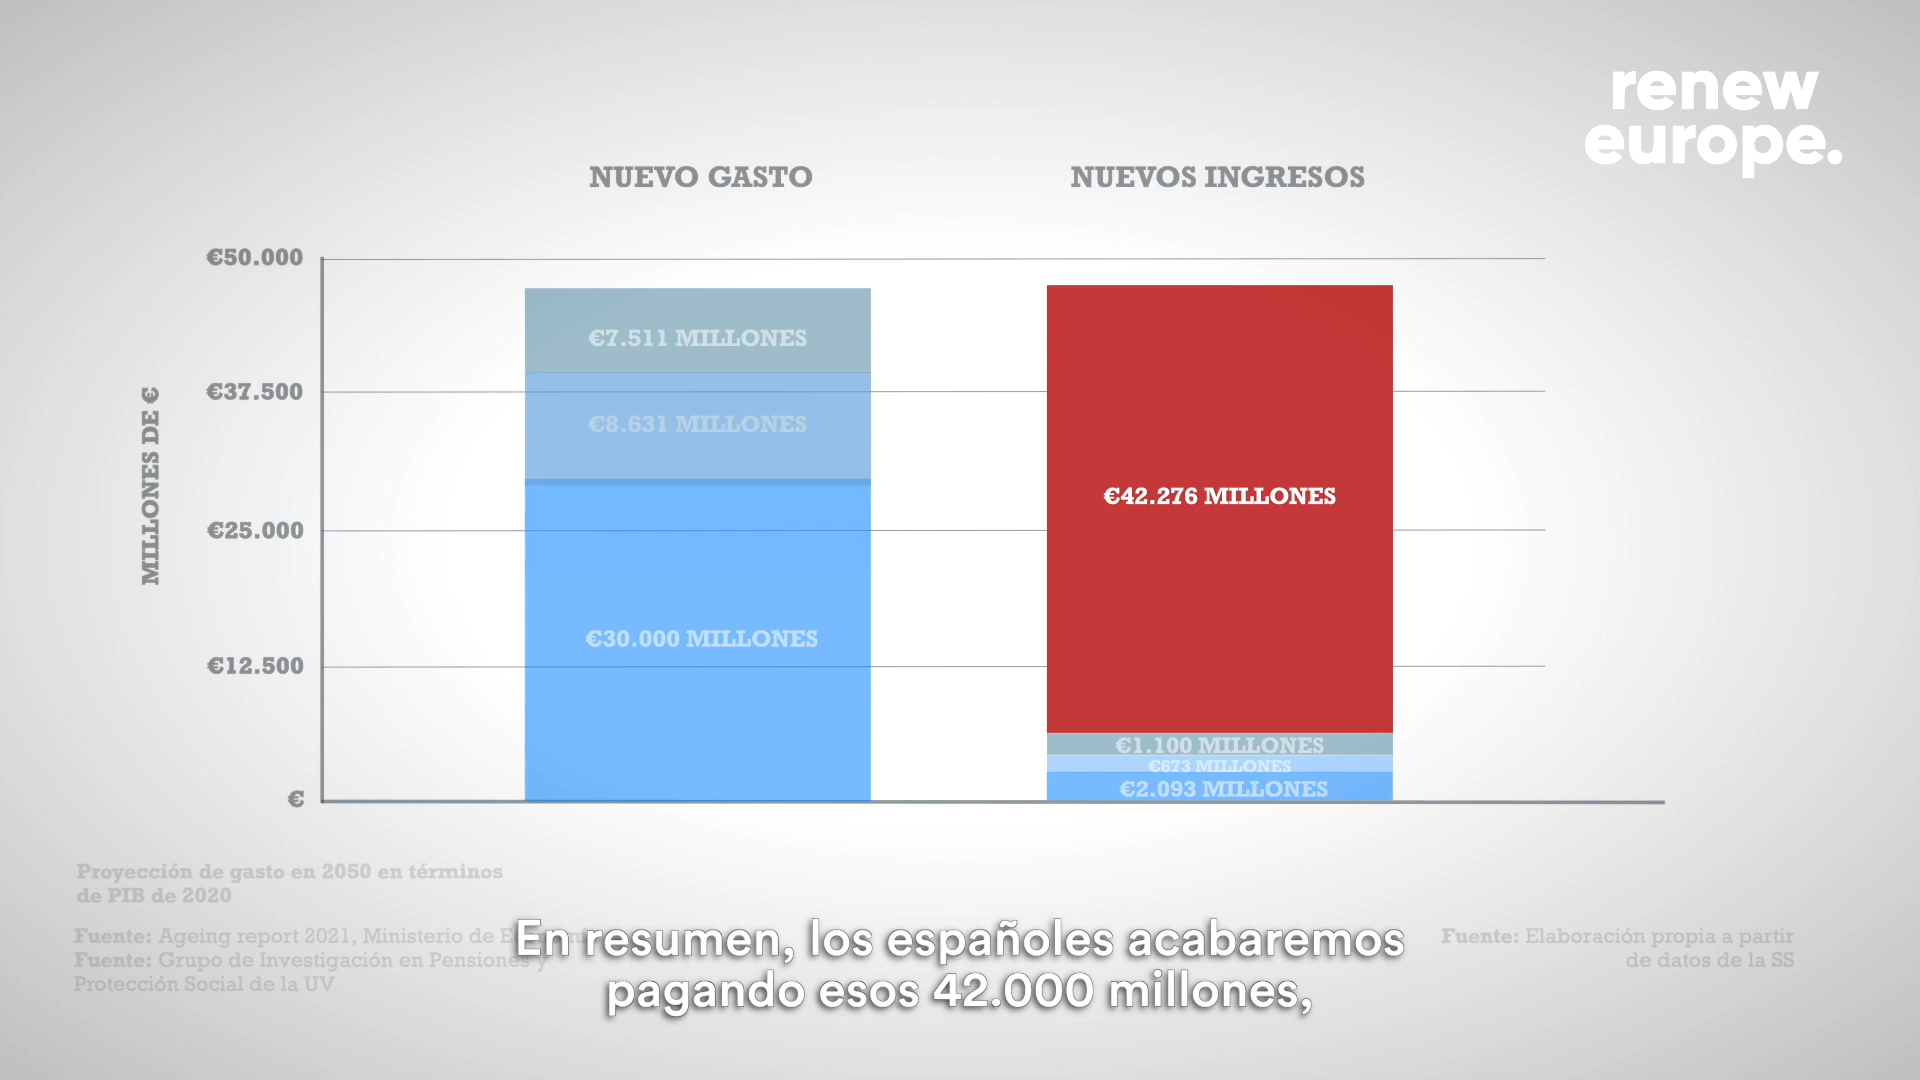 renew
europe.
NUEVO GASTO
NUEVOS INGRESOS
€50.000
€37.500
€25.000
€12.500
€
MILLONES DE €
€7.511 MILLONES
€8.631 MILLONES
€30.000 MILLONES
€42.276 MILLONES
€1.100 MILLONES
€673 MILLONES
€2.093 MILLONES
Proyección de gasto en 2050 en términos
de PIB de 2020
Fuente: Ageing report 2021, Ministerio de
Fuente: Grupo de Investigación en Pensiones y
Protección Social de la UV
Fuente: Elaboración propia a partir
de datos de la SS
En resumen, los españoles acabaremos
pagando esos 42.000 millones,